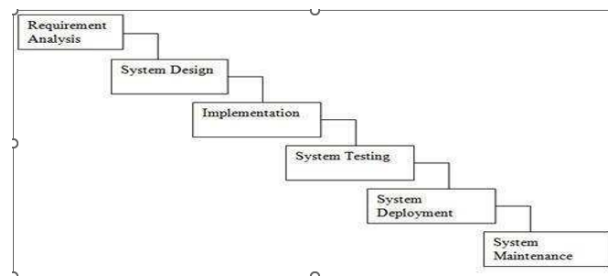 Requirement
Analysis
System Design
Implementation
System Testing
System
Deployment
System
Maintenance